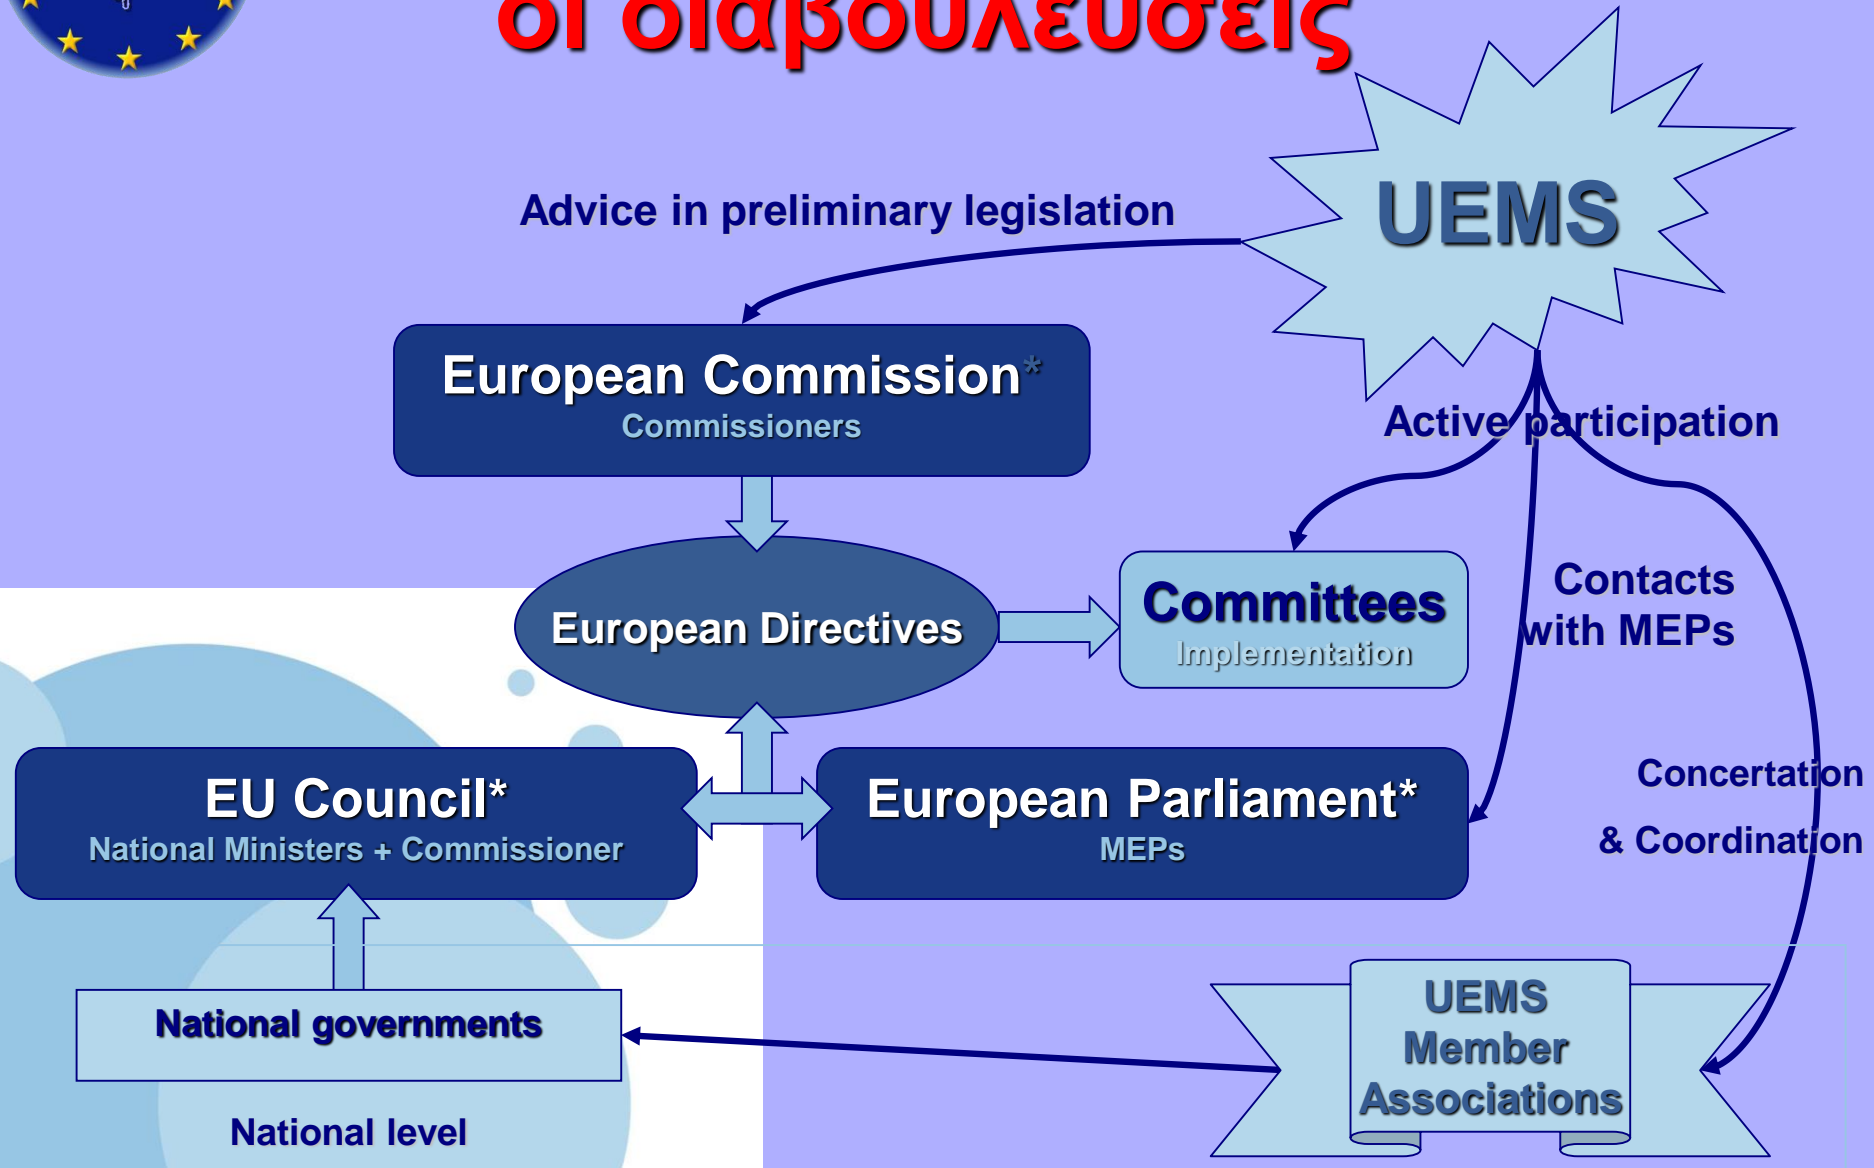 οι διαβουλεύσεις
UEMS
Advice in preliminary legislation
European Commission*
Commissioners
Active participation
European Directives
Committees
Implementation
Contacts
with MEPs
EU Council*
National Ministers + Commissioner
European Parliament*
MEPs
Concertation
& Coordination
National governments
National level
UEMS
Member
Associations